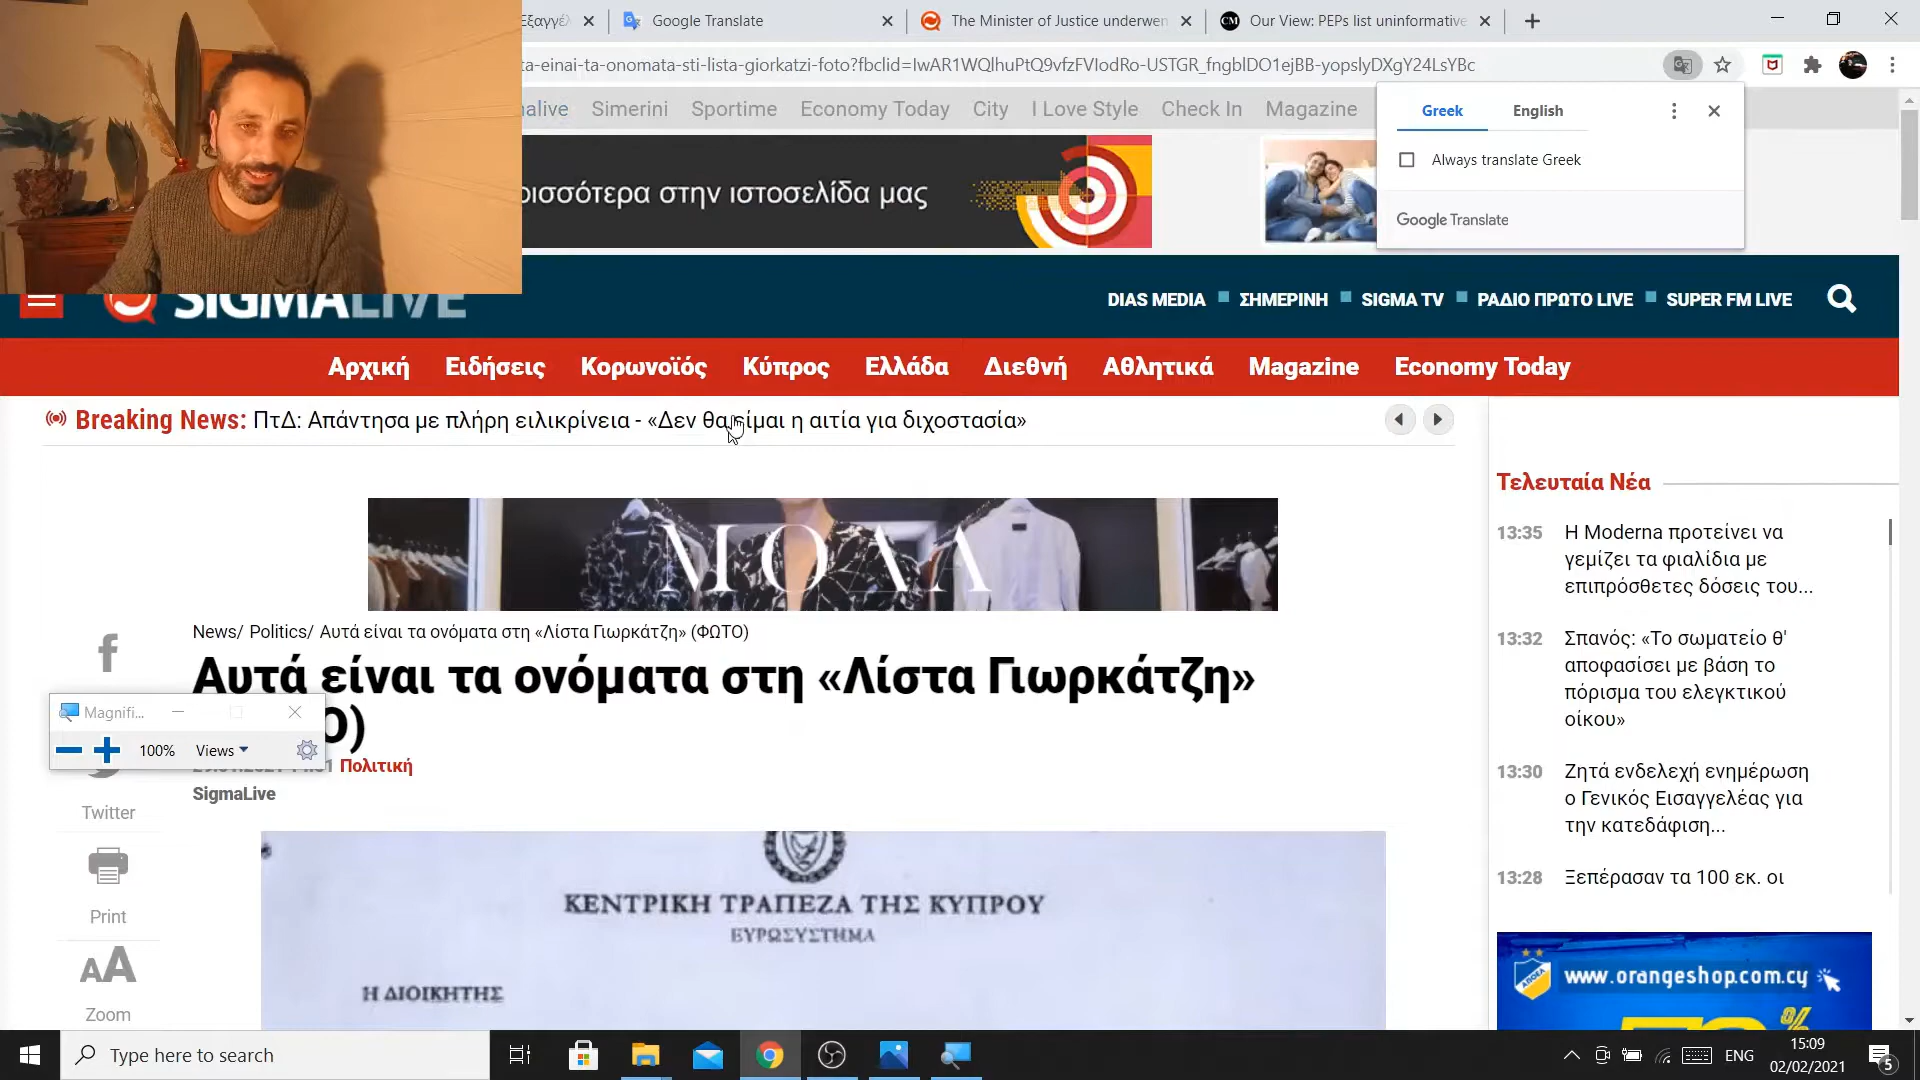 Google Translate
The Minister of Justice underwen
Our View: PEPs list uninformative
ta-einai-ta-onomata-sti-lista-giorkatzi-foto?fbclid=IwAR1WQlhuPtQ9vfzFVIodRo-USTGR_fngblDO1ejBB-yopslyDXgY24LsYBc
Simerini Sportime Economy Today City I Love Style Check In Magazine
Greek English
Always translate Greek
Google Translate
στην ιστοσελίδα μας
SIGMALIVE
DIAS MEDIA ΣΗΜΕΡΙΝΗ SIGMA TV ΡΑΔΙΟ ΠΡΩΤΟ LIVE SUPER FM LIVE
Αρχική Ειδήσεις Κορωνοϊός Κύπρος Ελλάδα Διεθνή Αθλητικά Magazine Economy Today
Breaking News: ΠτΔ: Απάντησα με πλήρη ειλικρίνεια - «Δεν θα είμαι η αιτία για διχοστασία»
News/ Politics/ Αυτά είναι τα ονόματα στη «Λίστα Γιωρκάτζη» (ΦΩΤΟ)
Αυτά είναι τα ονόματα στη «Λίστα Γιωρκάτζη»
Ο)
Πολιτική
SigmaLive
Magnifi...
100% Views
Twitter
Print
AA
Zoom
ΚΕΝΤΡΙΚΗ ΤΡΑΠΕΖΑ ΤΗΣ ΚΥΠΡΟΥ
ΕΥΡΩΣΥΣΤΗΜΑ
Η ΔΙΟΙΚΗΤΗΣ
Τελευταία Νέα
13:35 Η Moderna προτείνει να
γεμίζει τα φιαλίδια με
επιπρόσθετες δόσεις του...
13:32 Σπανός: «Το σωματείο θ'
αποφασίσει με βάση το
πόρισμα του ελεγκτικού
οίκου»
13:30 Ζητά ενδελεχή ενημέρωση
ο Γενικός Εισαγγελέας για
την κατεδάφιση...
13:28 Ξεπέρασαν τα 100 εκ. οι
www.orangeshop.com.cy
Type here to search
ENG
15:09
02/02/2021
5